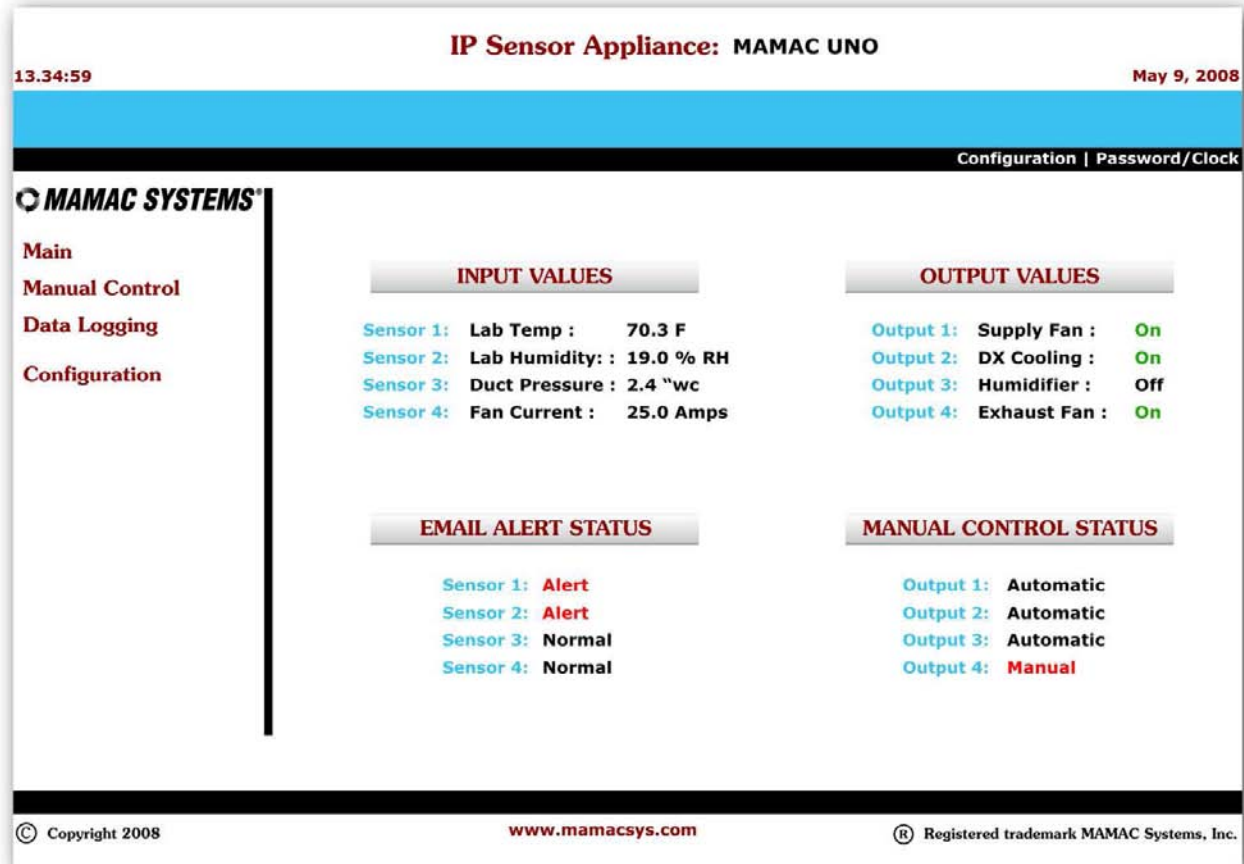 IP Sensor Appliance: MAMAC UNO
13.34:59
May 9, 2008
Configuration | Password/Clock
MAMAC SYSTEMS®
Main
Manual Control
Data Logging
Configuration
INPUT VALUES
Sensor 1: Lab Temp : 70.3 F
Sensor 2: Lab Humidity: : 19.0 % RH
Sensor 3: Duct Pressure : 2.4 “wc
Sensor 4: Fan Current : 25.0 Amps
OUTPUT VALUES
Output 1: Supply Fan : On
Output 2: DX Cooling : On
Output 3: Humidifier : Off
Output 4: Exhaust Fan : On
EMAIL ALERT STATUS
Sensor 1: Alert
Sensor 2: Alert
Sensor 3: Normal
Sensor 4: Normal
MANUAL CONTROL STATUS
Output 1: Automatic
Output 2: Automatic
Output 3: Automatic
Output 4: Manual
© Copyright 2008
www.mamacsys.com
® Registered trademark MAMAC Systems, Inc.